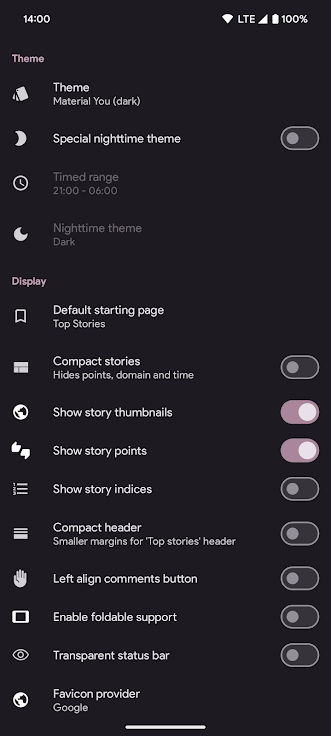 14:00 LTE 100%
Theme
Theme
Material You (dark)
Special nighttime theme
Timed range
21:00 - 06:00
Nighttime theme
Dark
Display
Default starting page
Top Stories
Compact stories
Hides points, domain and time
Show story thumbnails
Show story points
Show story indices
Compact header
Smaller margins for 'Top stories' header
Left align comments button
Enable foldable support
Transparent status bar
Favicon provider
Google